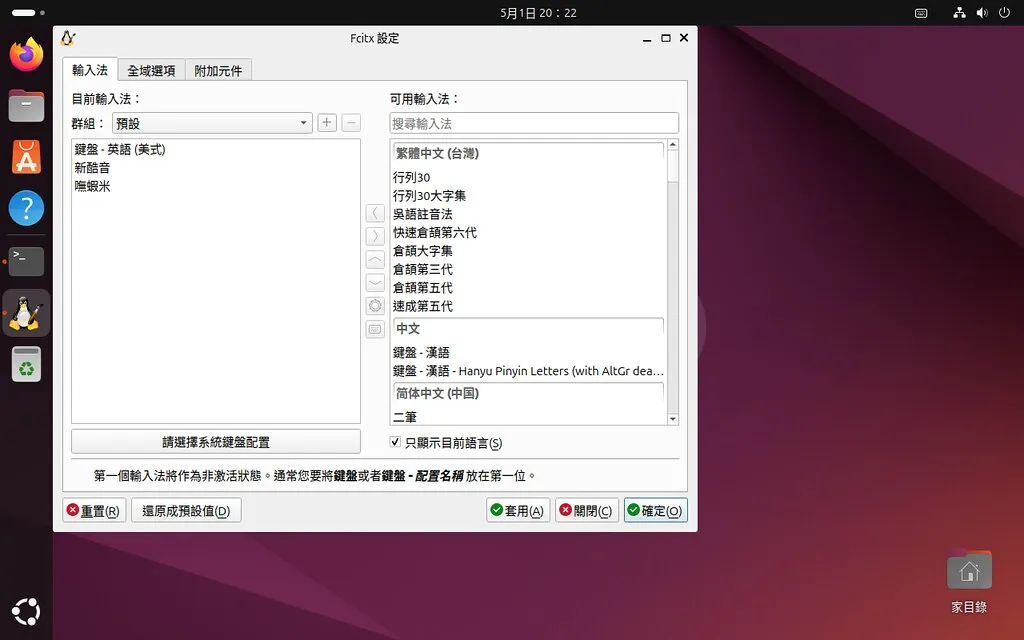 5月1日 20：22
Fcitx 設定
輸入法
全域選項
附加元件
目前輸入法：
群組：
預設
鍵盤 - 英語 (美式)
新酷音
嘸蝦米
可用輸入法：
搜尋輸入法
繁體中文 (台灣)
行列30
行列30大字集
吳語註音法
快速倉頡第六代
倉頡大字集
倉頡第三代
倉頡第五代
速成第五代
中文
鍵盤 - 漢語
鍵盤 - 漢語 - Hanyu Pinyin Letters (with AltGr dea…
简体中文 (中国)
二筆
請選擇系統鍵盤配置
只顯示目前語言(S)
第一個輸入法將作為非激活狀態。通常您要將鍵盤或者鍵盤 - 配置名稱 放在第一位。
重置(R)
還原成預設值(D)
套用(A)
關閉(C)
確定(O)
家目錄